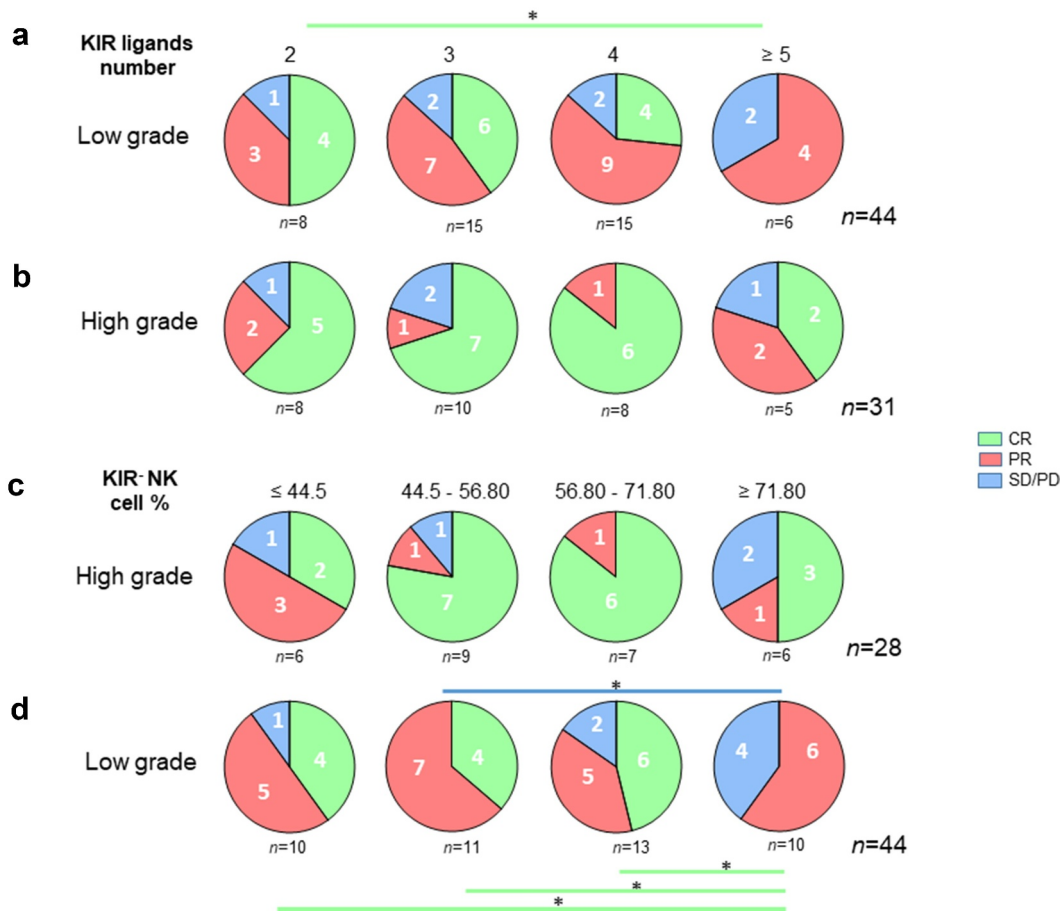 *
a
KIR ligands
number
2 3 4 ≥ 5
Low grade
1 4 3
2 6 7
2 4 9
2 4
n=8 n=15 n=15 n=6
n=44
b
High grade
1 5 2
2 7 1
1 6
1 2 2
n=8 n=10 n=8 n=5
n=31
CR
PR
SD/PD
c
KIR- NK
cell %
≤ 44.5 44.5 - 56.80 56.80 - 71.80 ≥ 71.80
High grade
1 2 3
1 1 7
1 6
2 3 1
n=6 n=9 n=7 n=6
n=28
*
d
Low grade
1 4 5
4 7
2 6 5
4 6
n=10 n=11 n=13 n=10
n=44
*
*
*